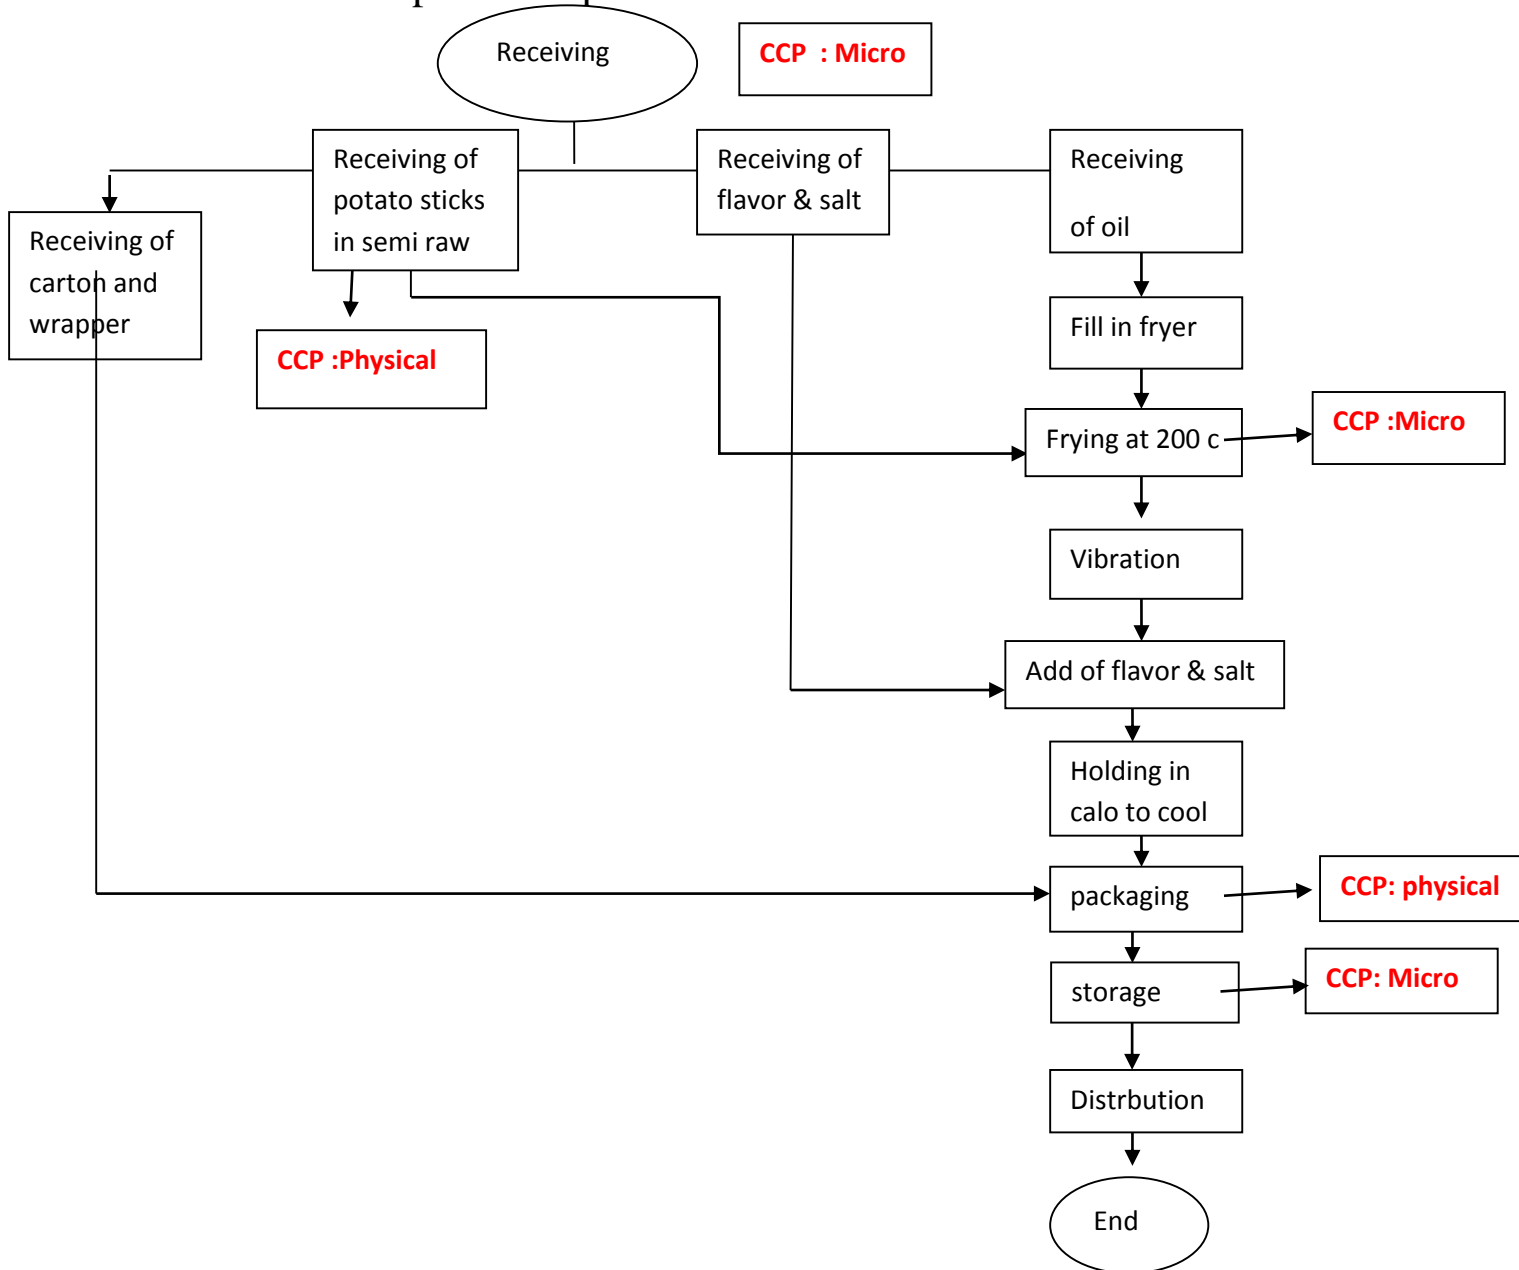 Receiving
CCP : Micro
Receiving of
potato sticks
in semi raw
Receiving of
flavor & salt
Receiving
of oil
Receiving of
carton and
wrapper
Fill in fryer
CCP :Physical
Frying at 200 c
CCP :Micro
Vibration
Add of flavor & salt
Holding in
calo to cool
packaging
CCP: physical
storage
CCP: Micro
Distrbution
End